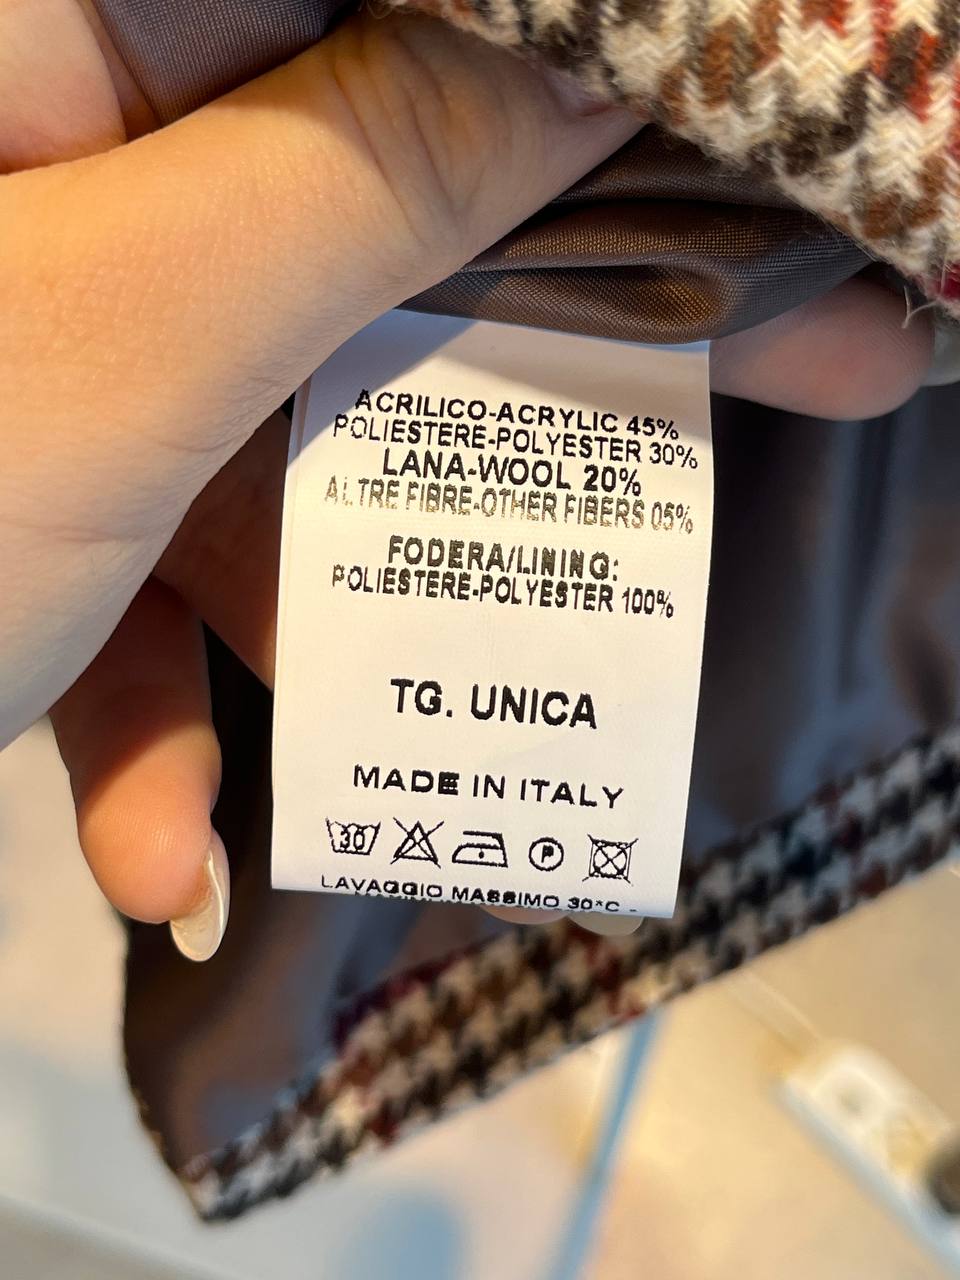 ACRILICO-ACRYLIC 45%
POLIESTERE-POLYESTER 30%
LANA-WOOL 20%
ALTRE FIBRE-OTHER FIBERS 05%
FODERA/LINING:
POLIESTERE-POLYESTER 100%
TG. UNICA
MADE IN ITALY
30 P
LAVAGGIO MASSIMO 30°C -